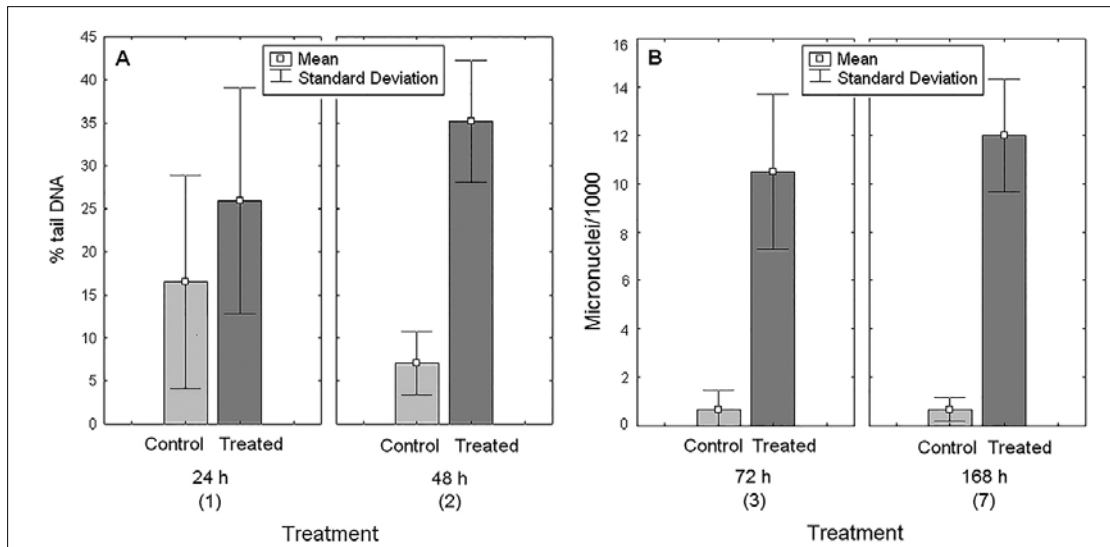 A
Mean
Standard Deviation
% tail DNA
45
40
35
30
25
20
15
10
5
0
Control Treated Control Treated
24 h 48 h
(1) (2)
Treatment
B
Mean
Standard Deviation
Micronuclei/1000
16
14
12
10
8
6
4
2
0
Control Treated Control Treated
72 h 168 h
(3) (7)
Treatment